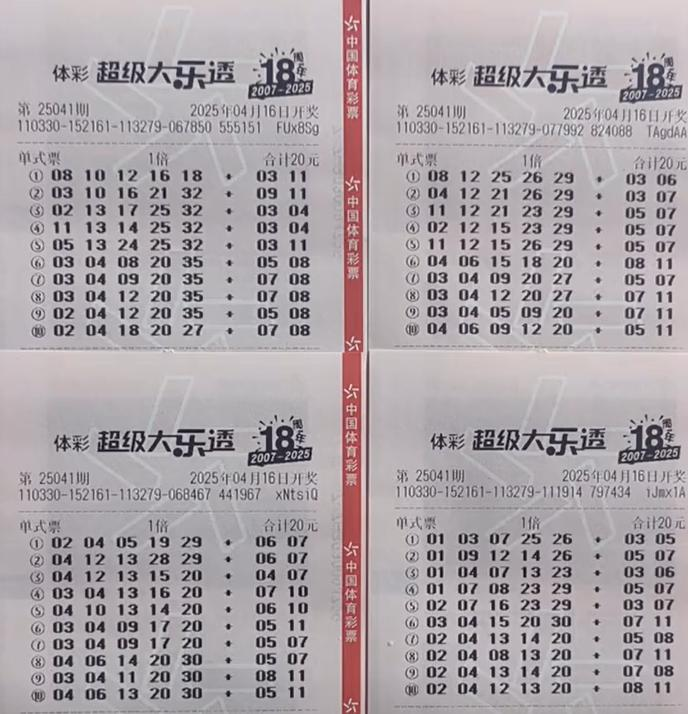 体彩 超级大乐透 18周年
2007-2025
第 25041期 2025年04月16日开奖
110330-152161-113279-067850 555151 FUx8Sg
单式票 1倍 合计20元
① 08 10 12 16 18 + 03 11
② 03 10 16 21 32 + 09 11
③ 02 13 17 25 32 + 03 04
④ 11 13 14 25 32 + 03 04
⑤ 05 13 24 25 32 + 03 11
⑥ 03 04 08 20 35 + 05 08
⑦ 03 04 09 20 35 + 07 08
⑧ 03 04 12 20 35 + 07 08
⑨ 02 04 12 20 35 + 05 08
⑩ 02 04 18 20 27 + 07 08
中国体育彩票
中国体育彩票
体彩 超级大乐透 18周年
2007-2025
第 25041期 2025年04月16日开奖
110330-152161-113279-077992 824088 TAgdAA
单式票 1倍 合计20元
① 08 12 25 26 29 + 03 06
② 04 12 21 26 29 + 03 07
③ 11 12 21 23 29 + 05 07
④ 02 12 15 23 29 + 05 07
⑤ 11 12 15 26 29 + 05 07
⑥ 04 06 15 18 20 + 08 11
⑦ 03 04 09 20 27 + 05 07
⑧ 03 04 12 20 27 + 07 11
⑨ 03 04 05 09 20 + 07 11
⑩ 04 06 09 12 20 + 05 11
体彩 超级大乐透 18周年
2007-2025
第 25041期 2025年04月16日开奖
110330-152161-113279-068467 441967 xNtsiQ
单式票 1倍 合计20元
① 02 04 05 19 29 + 06 07
② 04 12 13 28 29 + 06 07
③ 04 12 13 15 20 + 04 07
④ 03 04 13 16 20 + 07 10
⑤ 04 10 13 14 20 + 06 10
⑥ 03 04 09 17 20 + 05 11
⑦ 03 04 09 17 20 + 05 07
⑧ 04 06 14 20 30 + 05 07
⑨ 03 04 11 20 30 + 08 11
⑩ 04 06 13 20 30 + 05 11
中国体育彩票
中国体育彩票
体彩 超级大乐透 18周年
2007-2025
第 25041期 2025年04月16日开奖
110330-152161-113279-111914 797434 iJmx1A
单式票 1倍 合计20元
① 01 03 07 25 26 + 03 05
② 01 09 12 14 26 + 05 07
③ 01 04 07 13 23 + 03 06
④ 01 07 08 23 29 + 05 07
⑤ 02 07 16 23 29 + 03 07
⑥ 03 04 15 20 30 + 07 11
⑦ 02 04 13 14 20 + 05 08
⑧ 02 04 08 13 20 + 07 11
⑨ 02 04 13 14 20 + 07 08
⑩ 02 04 12 13 20 + 08 11